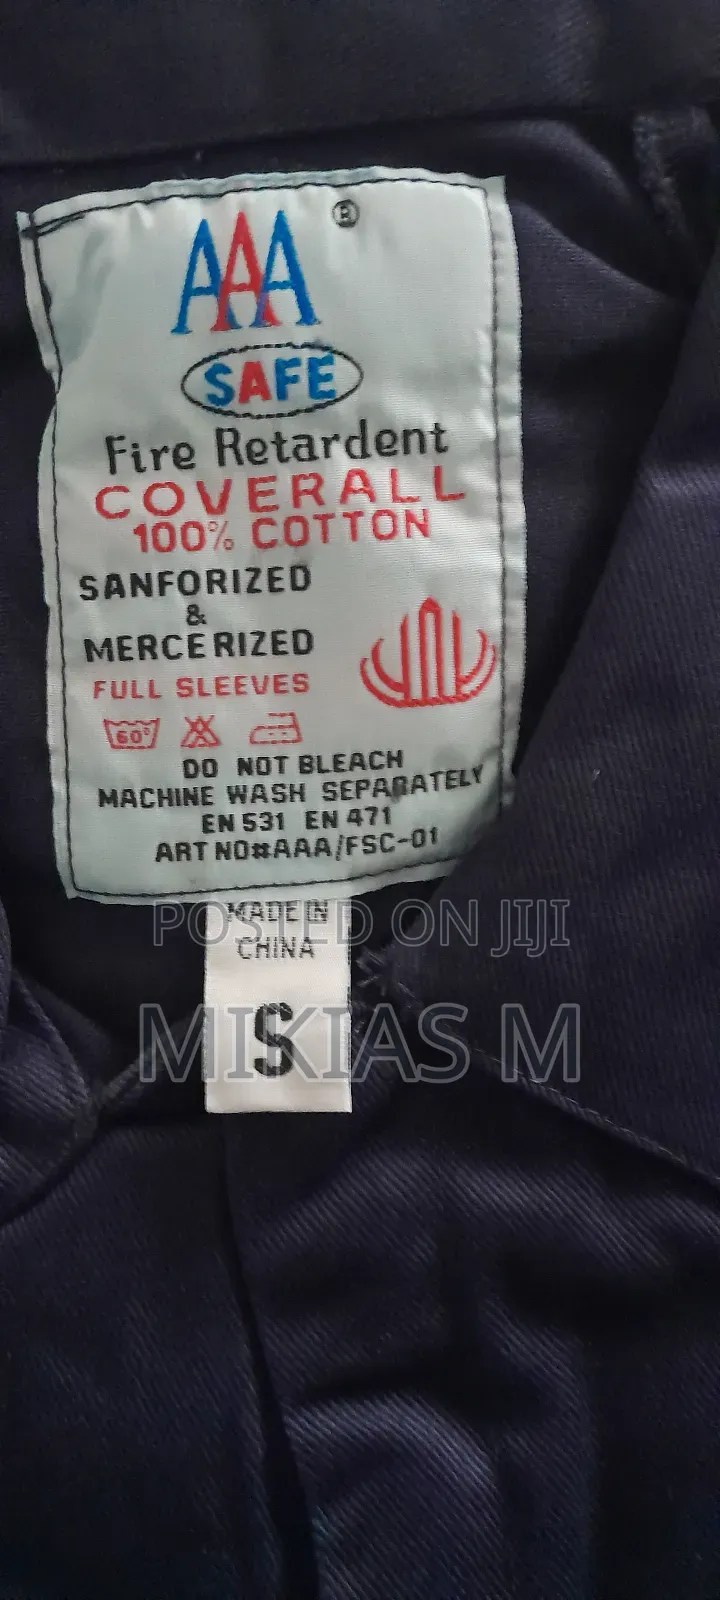 AAA
®
SAFE
Fire Retardent
COVERALL
100% COTTON
SANFORIZED
&
MERCERIZED
FULL SLEEVES
60°
DO NOT BLEACH
MACHINE WASH SEPARATELY
EN 531 EN 471
ART NO#AAA/FSC-01
MADE IN
CHINA
POSTED ON JIJI
S
MIKIAS M